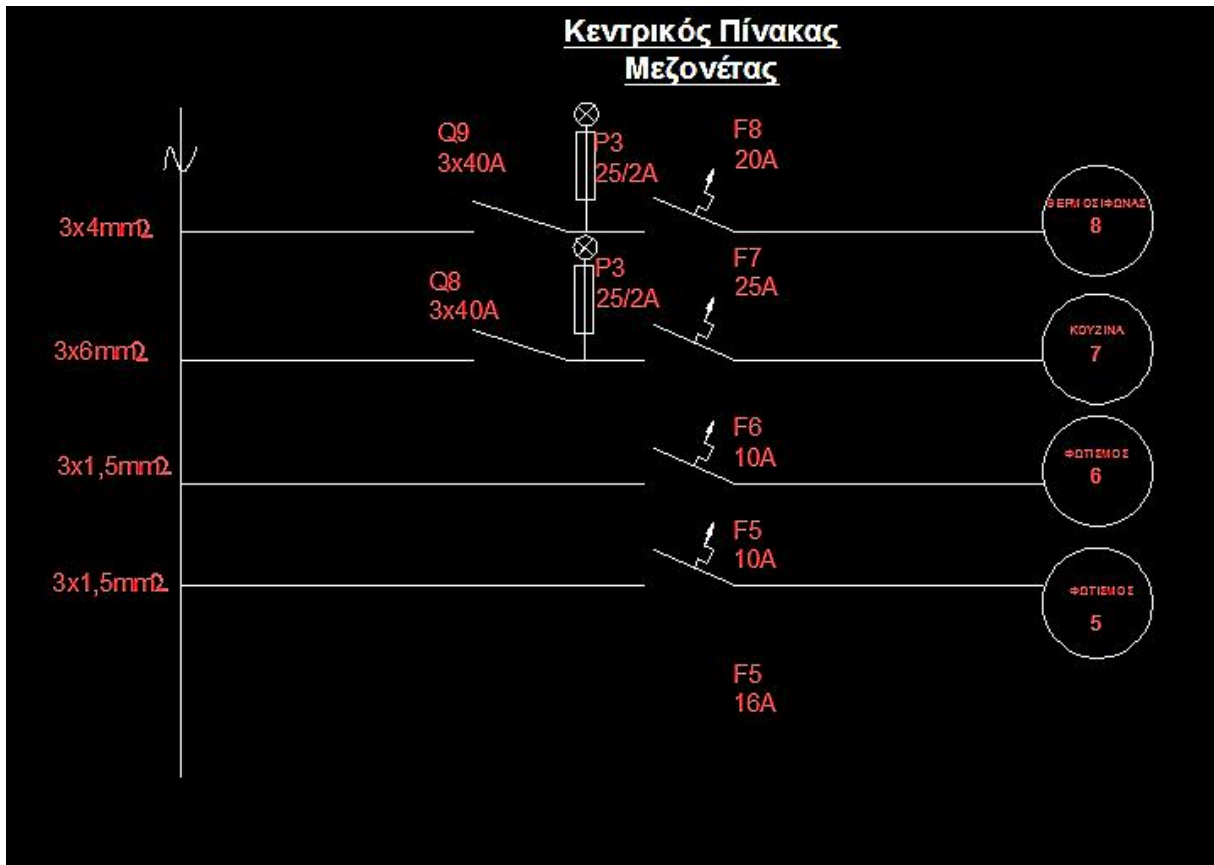 Κεντρικός Πίνακας
Μεζονέτας
Q9
3x40A
P3
25/2A
F8
20A
3x4mm2
ΘΕΡΜΟΣΙΦΩΝΑΣ
8
Q8
3x40A
P3
25/2A
F7
25A
3x6mm2
ΚΟΥΖΙΝΑ
7
F6
10A
3x1,5mm2
ΦΩΤΙΣΜΟΣ
6
F5
10A
3x1,5mm2
ΦΩΤΙΣΜΟΣ
5
F5
16A